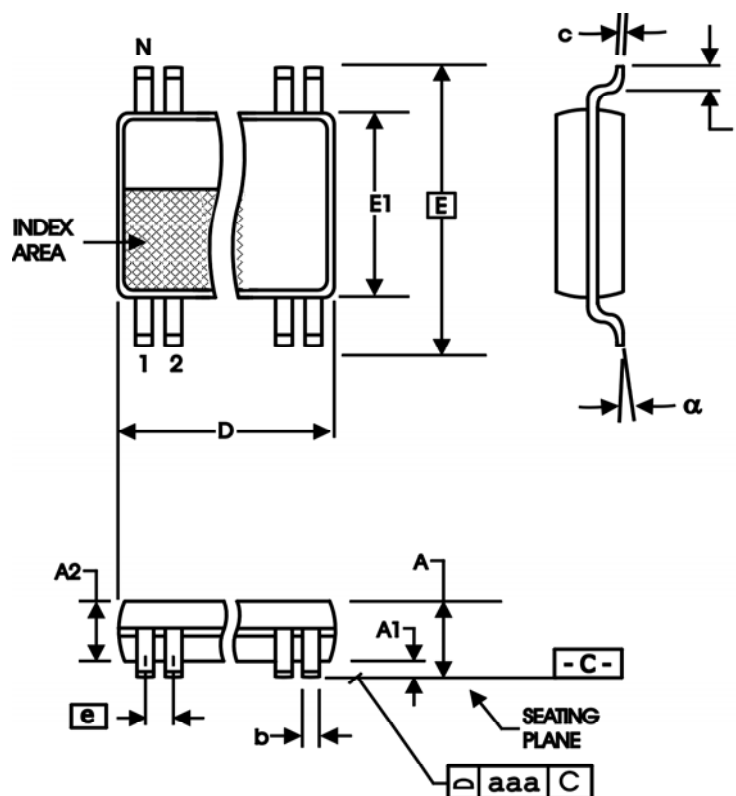 N
c
E1
E
INDEX
AREA
1 2
α
D
A2
A
A1
- C -
e
b
SEATING
PLANE
⌓ aaa C